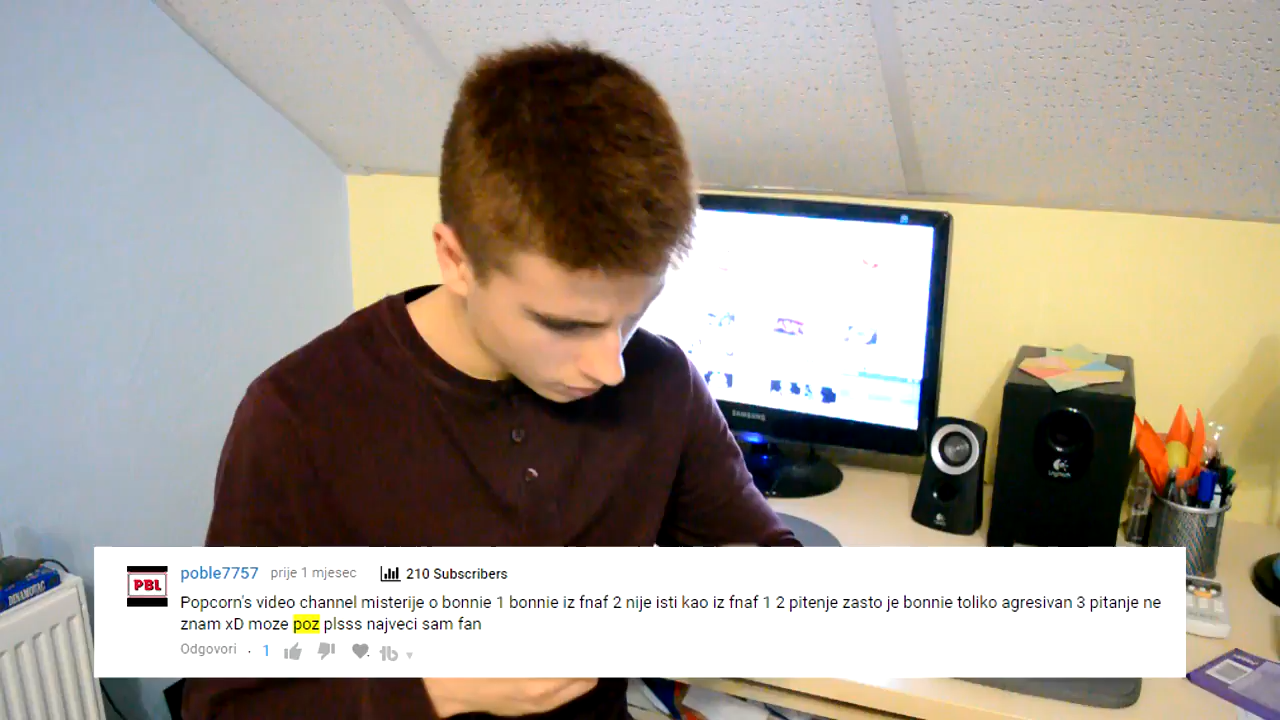 SAMSUNG
Logitech
DINAMO
PBL
poble7757 prije 1 mjesec 210 Subscribers
Popcorn's video channel misterije o bonnie 1 bonnie iz fnaf 2 nije isti kao iz fnaf 1 2 pitenje zasto je bonnie toliko agresivan 3 pitanje ne
znam xD moze poz plsss najveci sam fan
Odgovori · 1